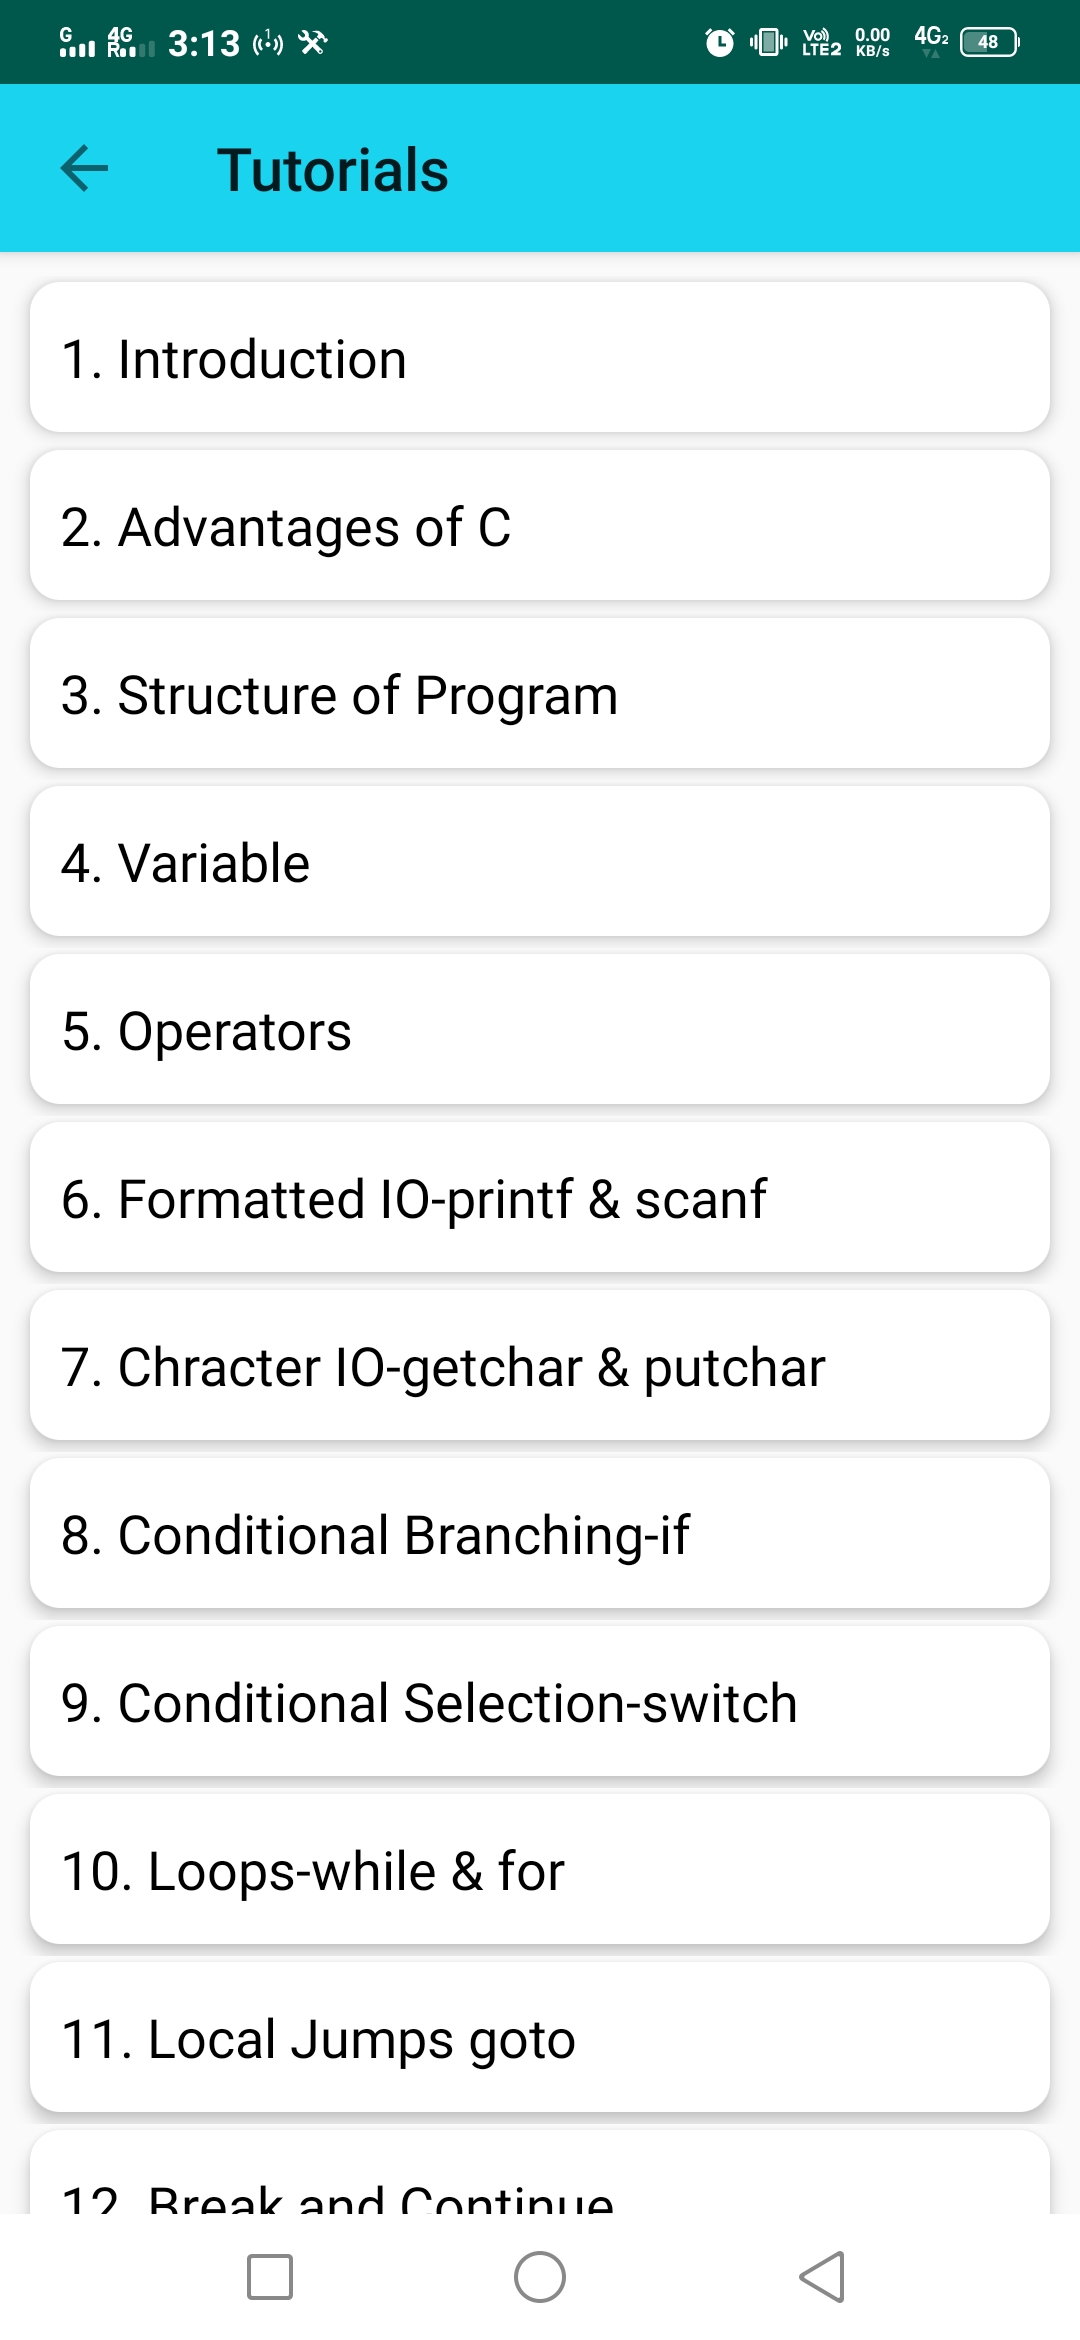 G 4G R 3:13 1 Vo)) LTE2 0.00 KB/s 4G2 48
Tutorials
1. Introduction
2. Advantages of C
3. Structure of Program
4. Variable
5. Operators
6. Formatted IO-printf & scanf
7. Chracter IO-getchar & putchar
8. Conditional Branching-if
9. Conditional Selection-switch
10. Loops-while & for
11. Local Jumps goto
12. Break and Continue